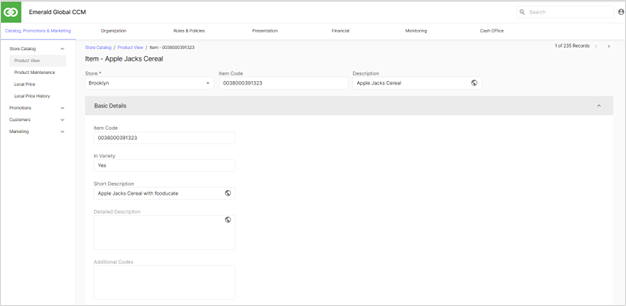 Emerald Global CCM
Search
Catalog, Promotions & Marketing
Organization
Rules & Policies
Presentation
Financial
Monitoring
Cash Office
Store Catalog
Product View
Product Maintenance
Local Price
Local Price History
Promotions
Customers
Marketing
Store Catalog / Product View / Item - 0038000391323
1 of 235 Records
Item - Apple Jacks Cereal
Store *
Brooklyn
Item Code
0038000391323
Description
Apple Jacks Cereal
Basic Details
Item Code
0038000391323
In Variety
Yes
Short Description
Apple Jacks Cereal with fooducate
Detailed Description
Additional Codes